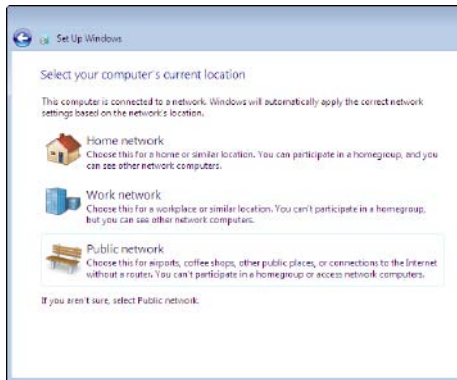 Set Up Windows
Select your computer's current location
This computer is connected to a network. Windows will automatically apply the correct network
settings based on the network's location.
Home network
Choose this for a home or similar location. You can participate in a homegroup, and you
can see other network computers.
Work network
Choose this for a workplace or similar location. You can't participate in a homegroup,
but you can see other network computers.
Public network
Choose this for airports, coffee shops, other public places, or connections to the Internet
without a router. You can't participate in a homegroup or access network computers.
If you aren't sure, select Public network.